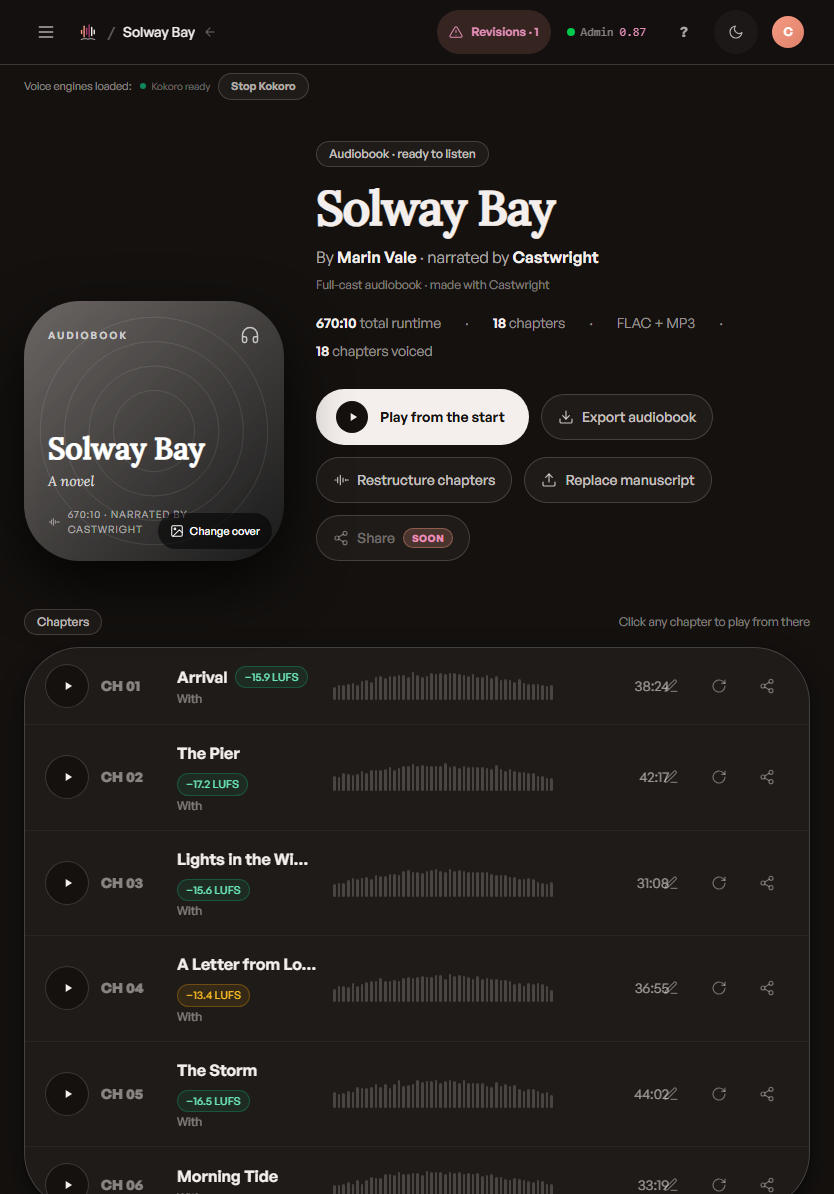 / Solway Bay ←
Revisions · 1
Admin 0.87
?
C
Voice engines loaded: Kokoro ready
Stop Kokoro
Audiobook · ready to listen
Solway Bay
By Marin Vale · narrated by Castwright
Full-cast audiobook · made with Castwright
670:10 total runtime · 18 chapters · FLAC + MP3 ·
18 chapters voiced
AUDIOBOOK
Solway Bay
A novel
670:10 · NARRATED BY
CASTWRIGHT
Change cover
Play from the start
Export audiobook
Restructure chapters
Replace manuscript
Share SOON
Chapters
Click any chapter to play from there
CH 01
Arrival −15.9 LUFS
With
38:24
CH 02
The Pier
−17.2 LUFS
With
42:17
CH 03
Lights in the Wi...
−15.6 LUFS
With
31:08
CH 04
A Letter from Lo...
−13.4 LUFS
With
36:55
CH 05
The Storm
−16.5 LUFS
With
44:02
CH 06
Morning Tide
33:19